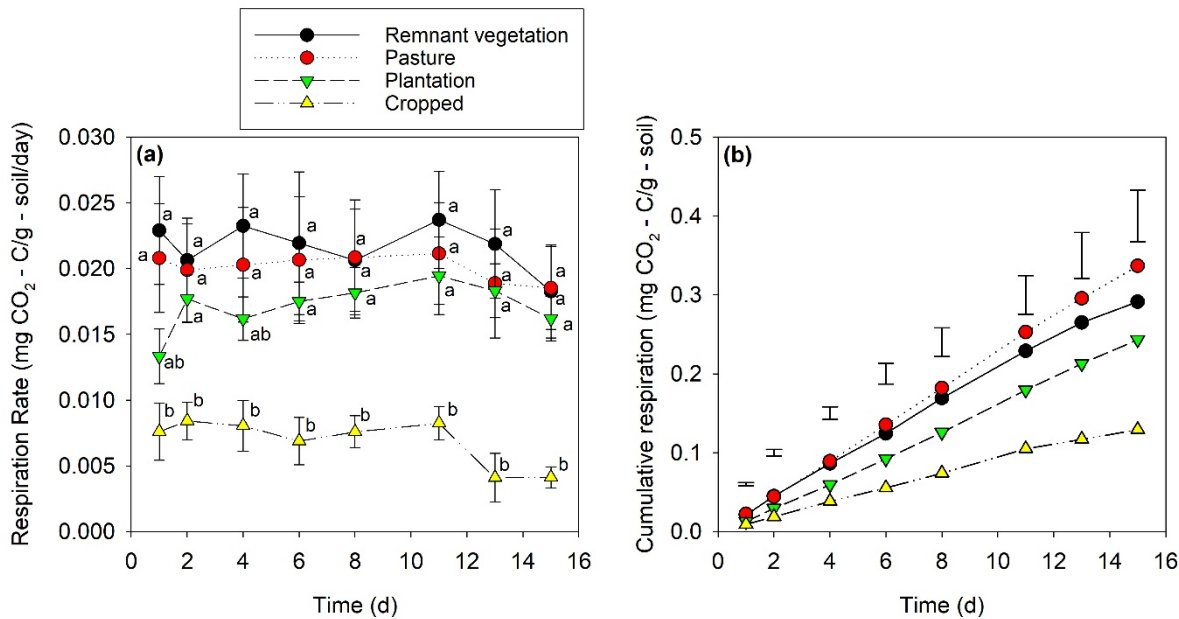 Remnant vegetation
Pasture
Plantation
Cropped
(a)
Respiration Rate (mg CO₂ - C/g - soil/day)
0.030
0.025
0.020
0.015
0.010
0.005
0.000
a a a a a a a a
a a a a a a a a
ab a ab a a a a a
b b b b b b b b
0 2 4 6 8 10 12 14 16
Time (d)
(b)
Cumulative respiration (mg CO₂ - C/g - soil)
0.5
0.4
0.3
0.2
0.1
0.0
2 4 6 8 10 12 14 16
Time (d)